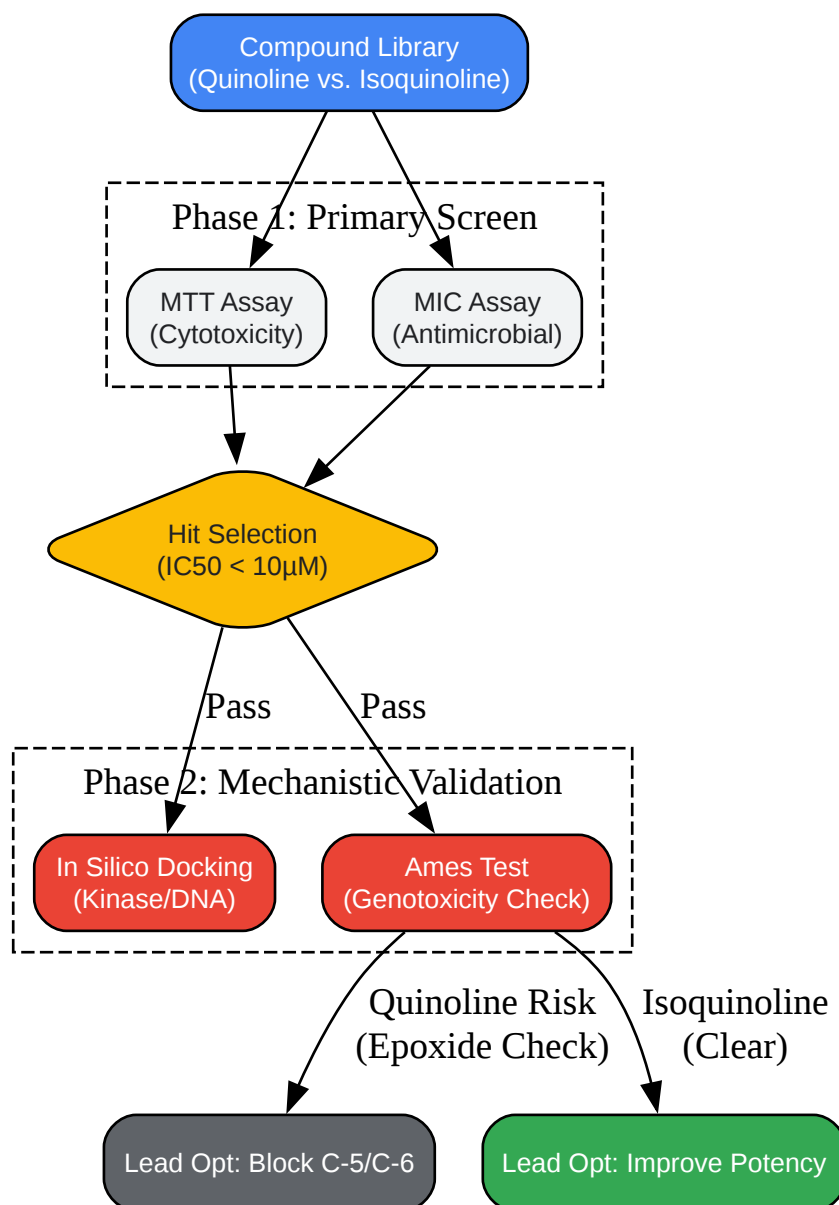 Compound Library
(Quinoline vs. Isoquinoline)
Phase 1: Primary Screen
MTT Assay
(Cytotoxicity)
MIC Assay
(Antimicrobial)
Hit Selection
(IC50 < 10µM)
Pass
Pass
Phase 2: Mechanistic Validation
In Silico Docking
(Kinase/DNA)
Ames Test
(Genotoxicity Check)
Quinoline Risk
(Epoxide Check)
Isoquinoline
(Clear)
Lead Opt: Block C-5/C-6
Lead Opt: Improve Potency